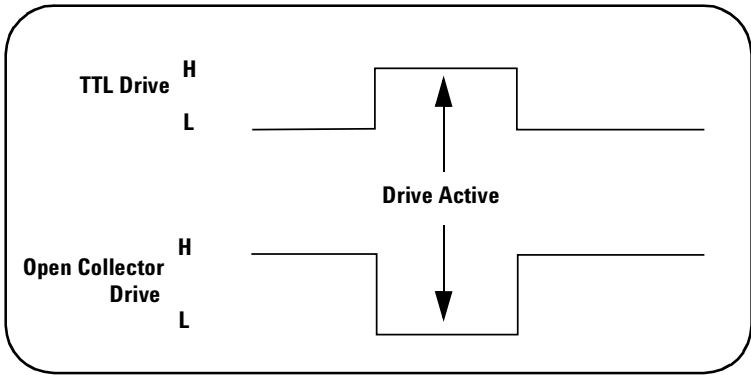 H
TTL Drive
L
Drive Active
H
Open Collector
Drive
L